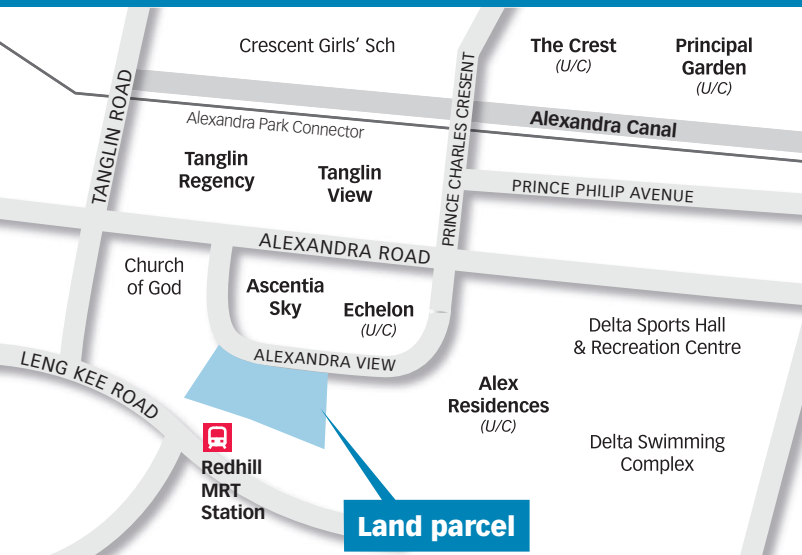 Crescent Girls' Sch
The Crest
(U/C)
Principal
Garden
(U/C)
TANGLIN ROAD
PRINCE CHARLES CRESENT
Alexandra Canal
Alexandra Park Connector
Tanglin
Regency
Tanglin
View
PRINCE PHILIP AVENUE
ALEXANDRA ROAD
Church
of God
Ascentia
Sky
Echelon
(U/C)
Delta Sports Hall
& Recreation Centre
ALEXANDRA VIEW
LENG KEE ROAD
Alex
Residences
(U/C)
Delta Swimming
Complex
Redhill
MRT
Station
Land parcel